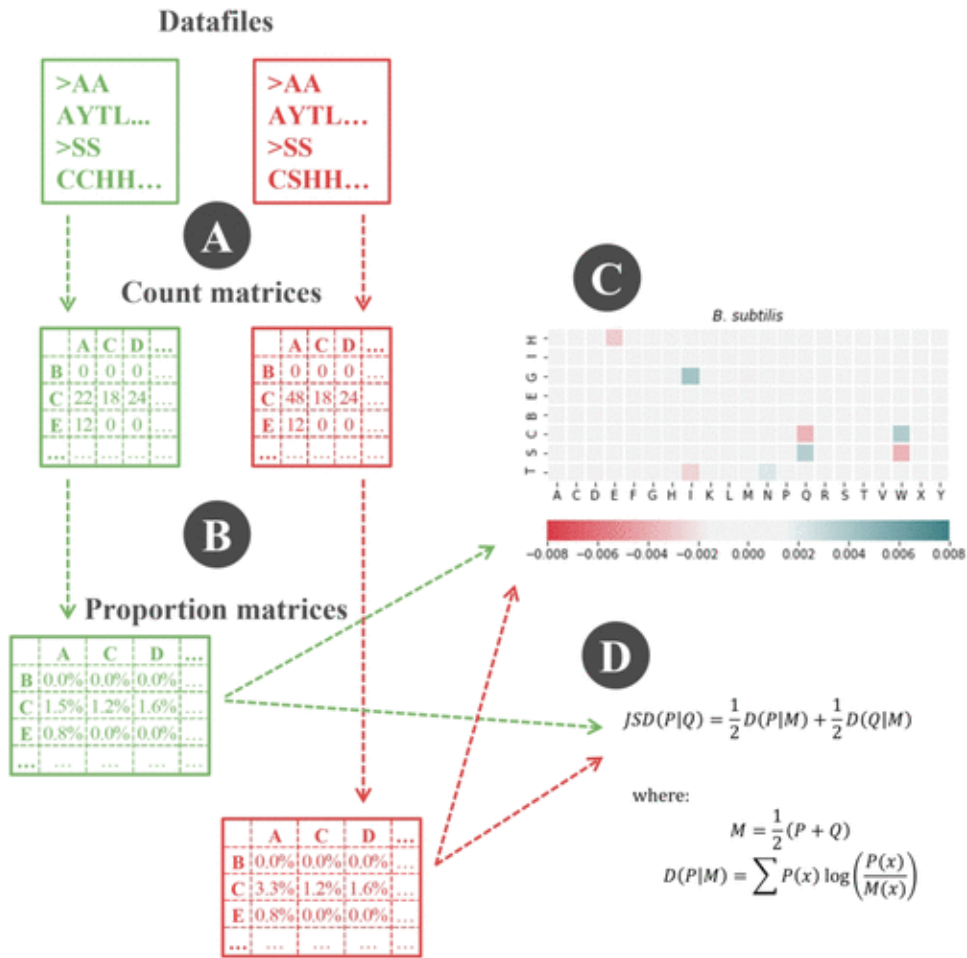 Datafiles
>AA
AYTL...
>SS
CCHH...
>AA
AYTL...
>SS
CSHH...
A
Count matrices
A C D ...
B 0 0 0 ...
C 22 18 24 ...
E 12 0 0 ...
... ... ... ... ...
A C D ...
B 0 0 0 ...
C 48 18 24 ...
E 12 0 0 ...
... ... ... ... ...
B
Proportion matrices
A C D ...
B 0.0% 0.0% 0.0% ...
C 1.5% 1.2% 1.6% ...
E 0.8% 0.0% 0.0% ...
... ... ... ... ...
A C D ...
B 0.0% 0.0% 0.0% ...
C 3.3% 1.2% 1.6% ...
E 0.8% 0.0% 0.0% ...
... ... ... ... ...
C
B. subtilis
H
I
G
E
B
C
S
T
A C D E F G H I K L M N P Q R S T V W X Y
−0.008 −0.006 −0.004 −0.002 0.000 0.002 0.004 0.006 0.008
D
JSD(P|Q) = 1/2 D(P|M) + 1/2 D(Q|M)
where:
M = 1/2 (P + Q)
D(P|M) = ∑ P(x) log(P(x)/M(x))